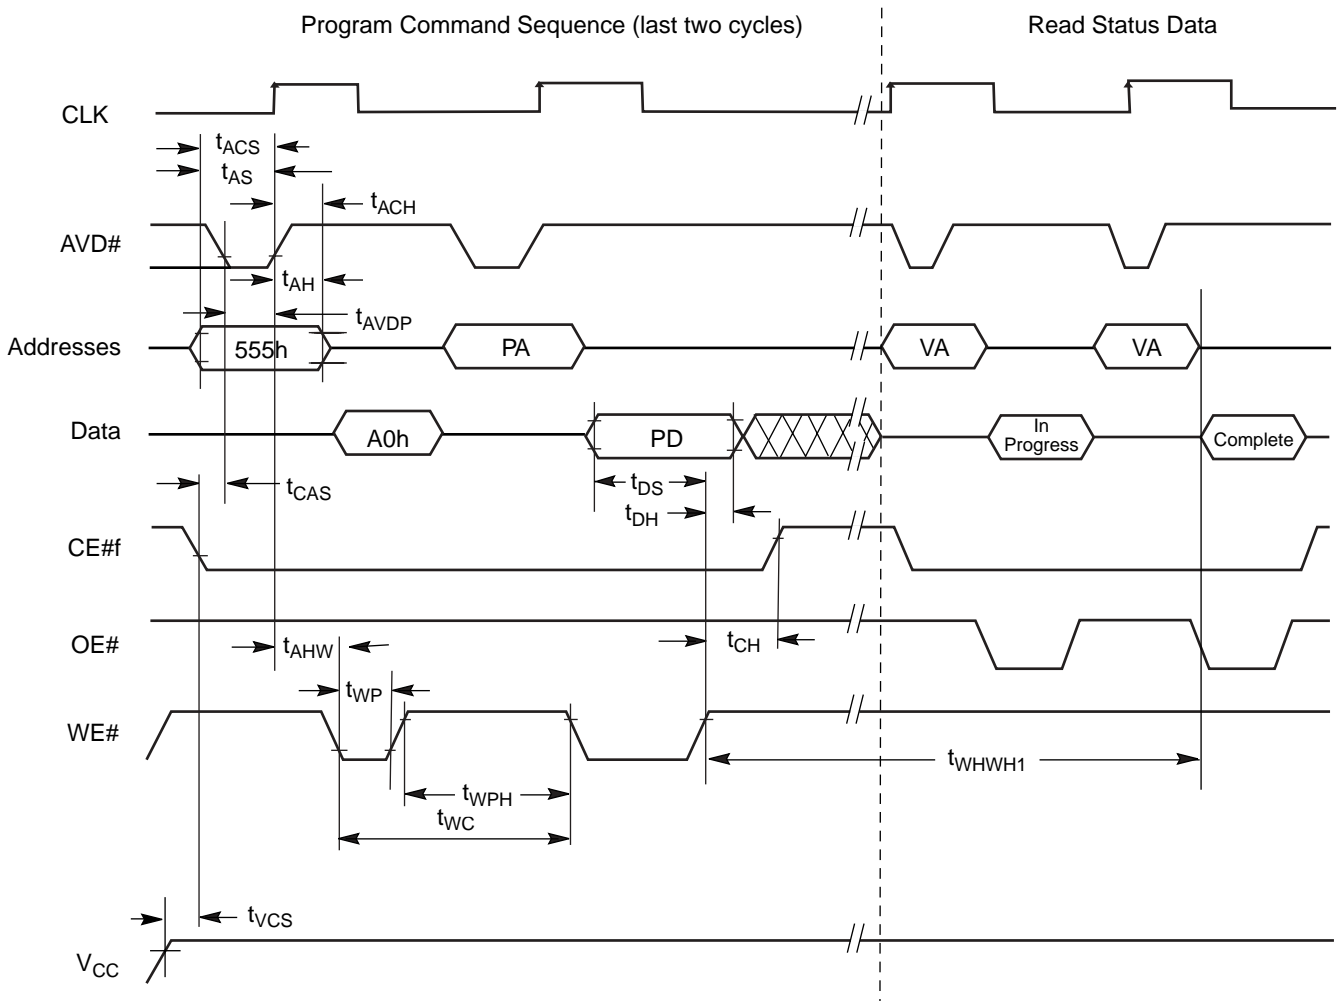 Program Command Sequence (last two cycles)
Read Status Data
CLK
tACS
tAS
tACH
AVD#
tAH
tAVDP
Addresses
555h
PA
VA
VA
Data
A0h
PD
In
Progress
Complete
tCAS
tDS
tDH
CE#f
OE#
tAHW
tCH
tWP
WE#
tWHWH1
tWPH
tWC
tVCS
VCC